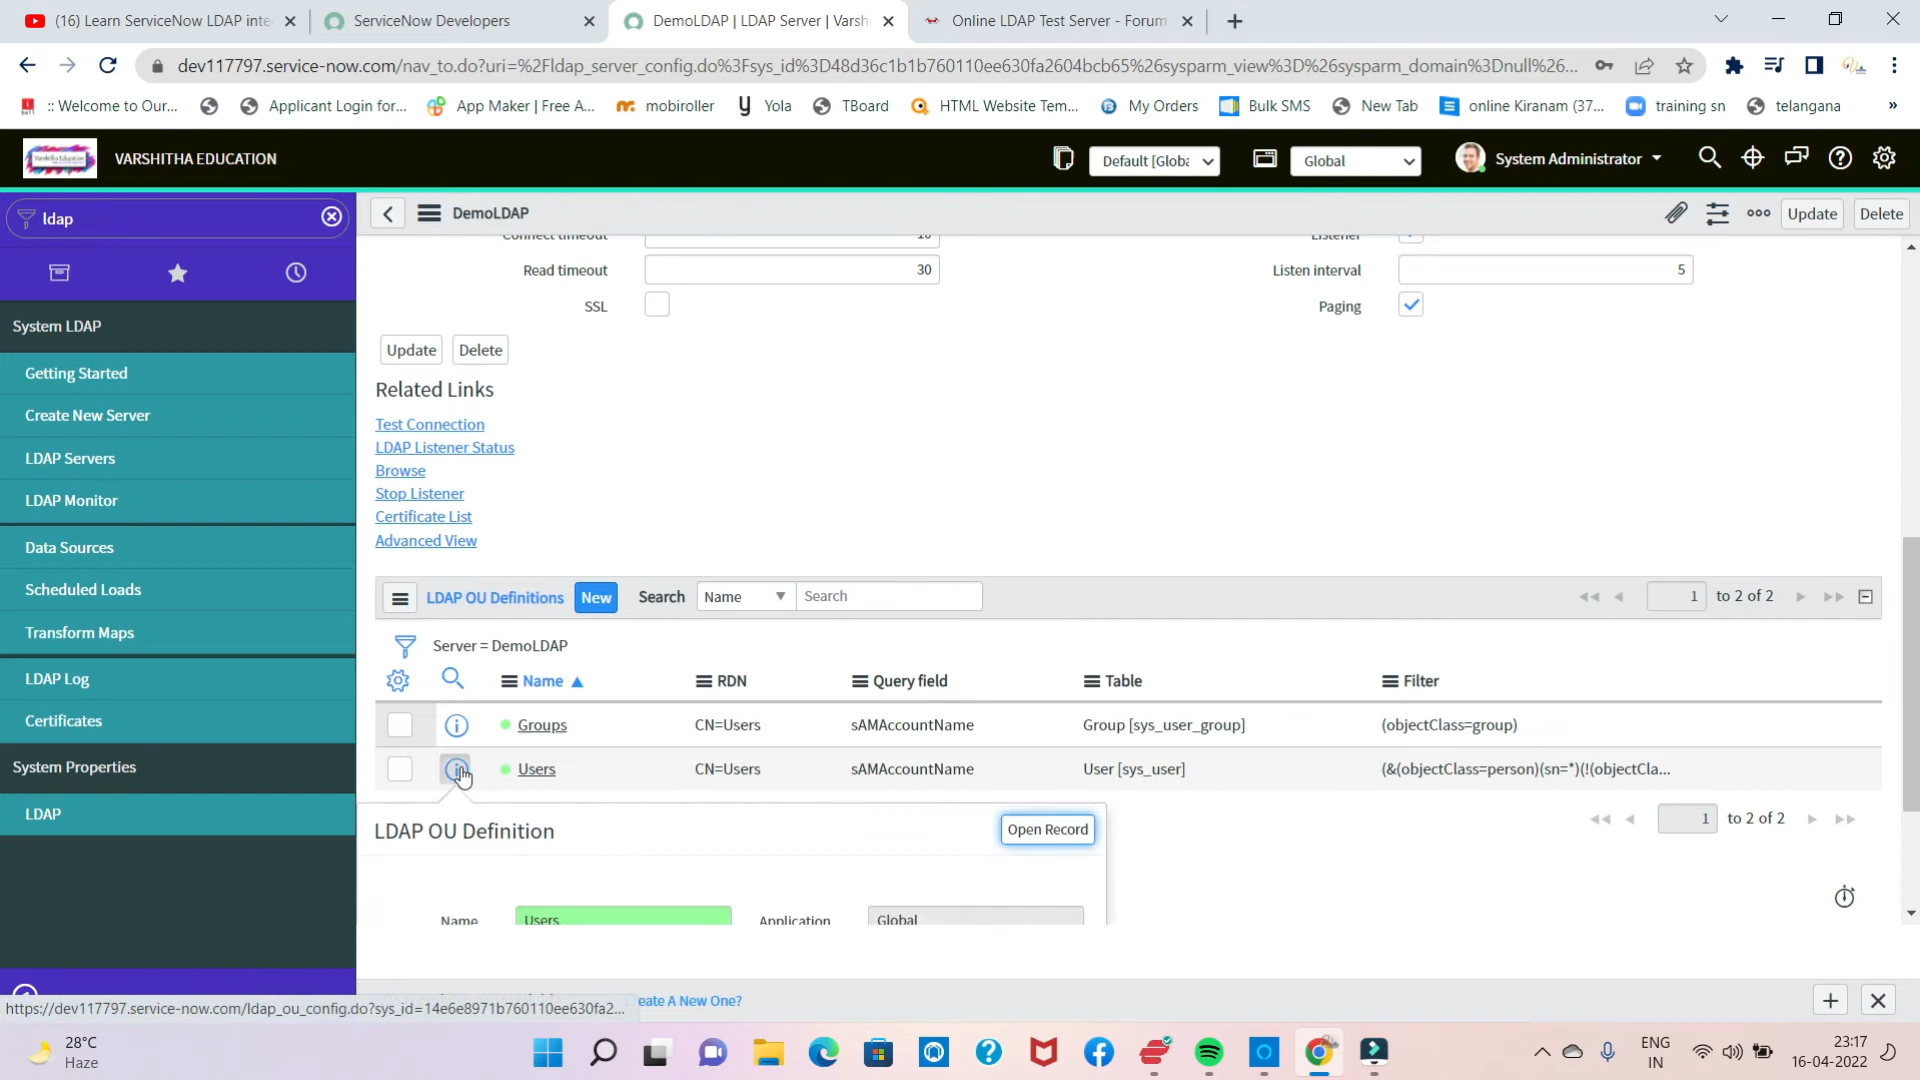 (16) Learn ServiceNow LDAP inte
ServiceNow Developers
DemoLDAP | LDAP Server | Varshi
Online LDAP Test Server - Forum
dev117797.service-now.com/nav_to.do?uri=%2Fldap_server_config.do%3Fsys_id%3D48d36c1b1b760110ee630fa2604bcb65%26sysparm_view%3D%26sysparm_domain%3Dnull%26...
:: Welcome to Our...
Applicant Login for...
App Maker | Free A...
mobiroller
Yola
TBoard
HTML Website Tem...
My Orders
Bulk SMS
New Tab
online Kiranam (37...
training sn
telangana
»
Varshitha Education
VARSHITHA EDUCATION
Default [Globa
Global
System Administrator
ldap
DemoLDAP
Update
Delete
Connect timeout
10
Listener
Read timeout
30
Listen interval
5
SSL
Paging
System LDAP
Getting Started
Create New Server
LDAP Servers
LDAP Monitor
Data Sources
Scheduled Loads
Transform Maps
LDAP Log
Certificates
System Properties
LDAP
Update
Delete
Related Links
Test Connection
LDAP Listener Status
Browse
Stop Listener
Certificate List
Advanced View
LDAP OU Definitions
New
Search
Name
Search
1
to 2 of 2
Server = DemoLDAP
Name
RDN
Query field
Table
Filter
Groups
CN=Users
sAMAccountName
Group [sys_user_group]
(objectClass=group)
Users
CN=Users
sAMAccountName
User [sys_user]
(&(objectClass=person)(sn=*)(!(objectCla...
1
to 2 of 2
LDAP OU Definition
Open Record
Name
Users
Application
Global
https://dev117797.service-now.com/ldap_ou_config.do?sys_id=14e6e8971b760110ee630fa2...
eate A New One?
28°C
Haze
ENG
IN
23:17
16-04-2022